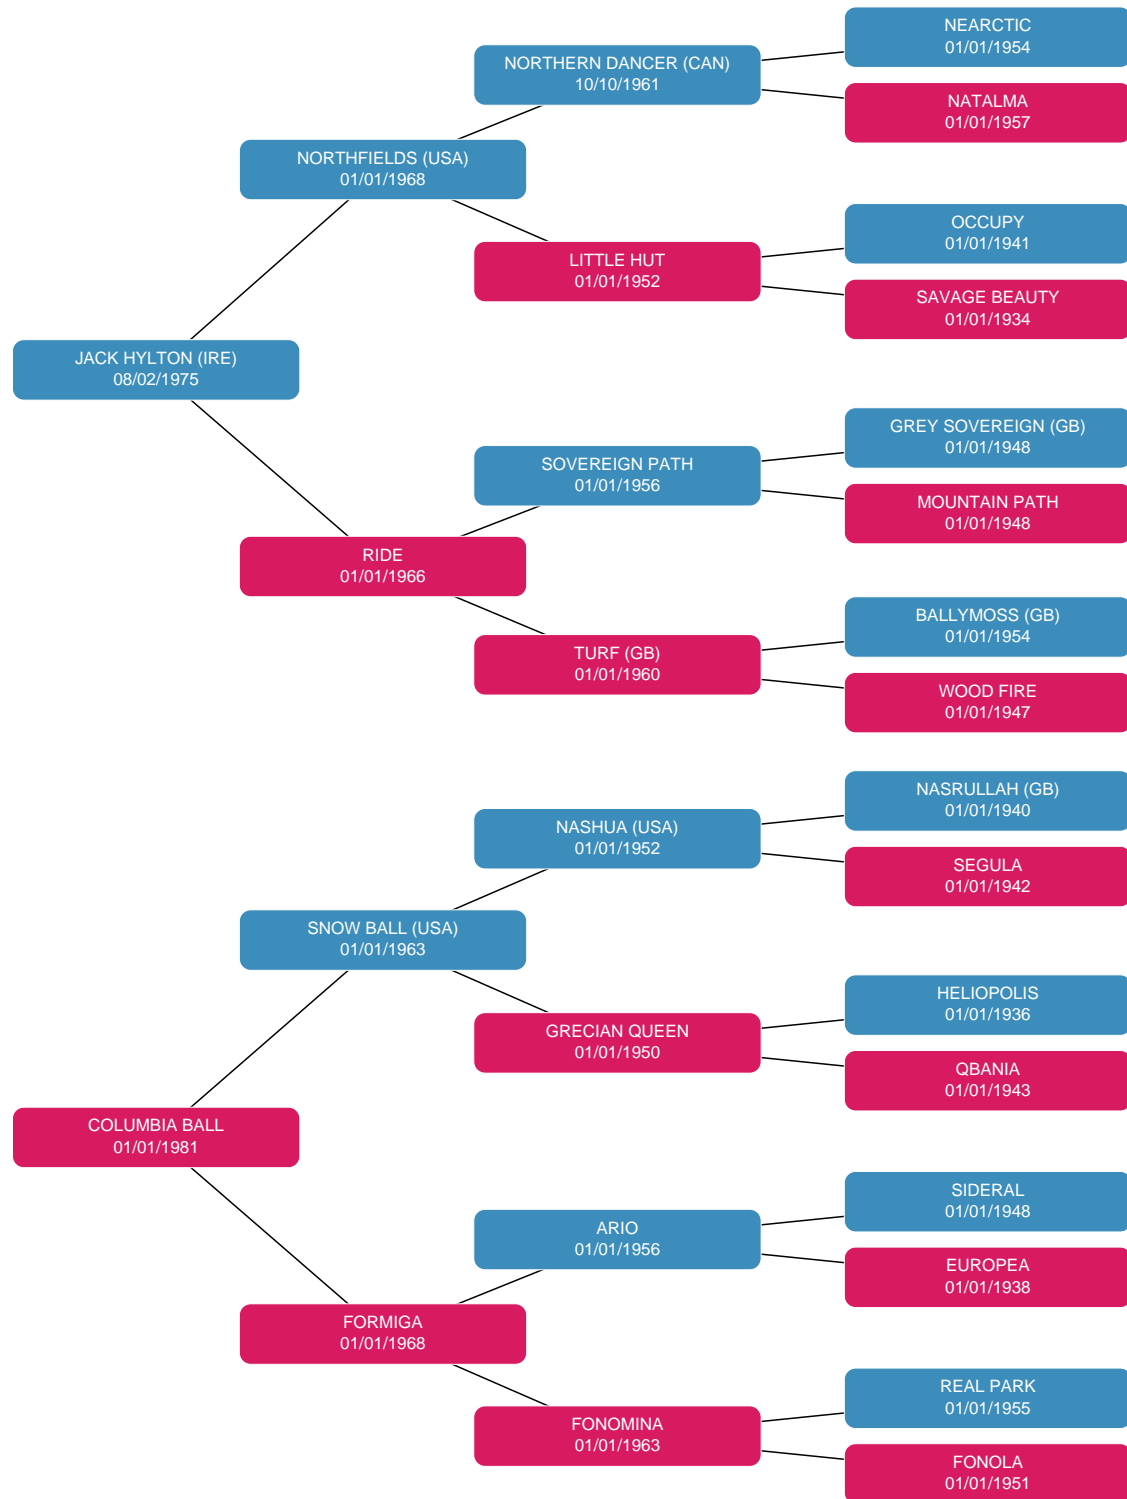 NEARCTIC
01/01/1954
NORTHERN DANCER (CAN)
10/10/1961
NATALMA
01/01/1957
NORTHFIELDS (USA)
01/01/1968
OCCUPY
01/01/1941
LITTLE HUT
01/01/1952
SAVAGE BEAUTY
01/01/1934
JACK HYLTON (IRE)
08/02/1975
GREY SOVEREIGN (GB)
01/01/1948
SOVEREIGN PATH
01/01/1956
MOUNTAIN PATH
01/01/1948
RIDE
01/01/1966
BALLYMOSS (GB)
01/01/1954
TURF (GB)
01/01/1960
WOOD FIRE
01/01/1947
NASRULLAH (GB)
01/01/1940
NASHUA (USA)
01/01/1952
SEGULA
01/01/1942
SNOW BALL (USA)
01/01/1963
HELIOPOLIS
01/01/1936
GRECIAN QUEEN
01/01/1950
QBANIA
01/01/1943
COLUMBIA BALL
01/01/1981
SIDERAL
01/01/1948
ARIO
01/01/1956
EUROPEA
01/01/1938
FORMIGA
01/01/1968
REAL PARK
01/01/1955
FONOMINA
01/01/1963
FONOLA
01/01/1951